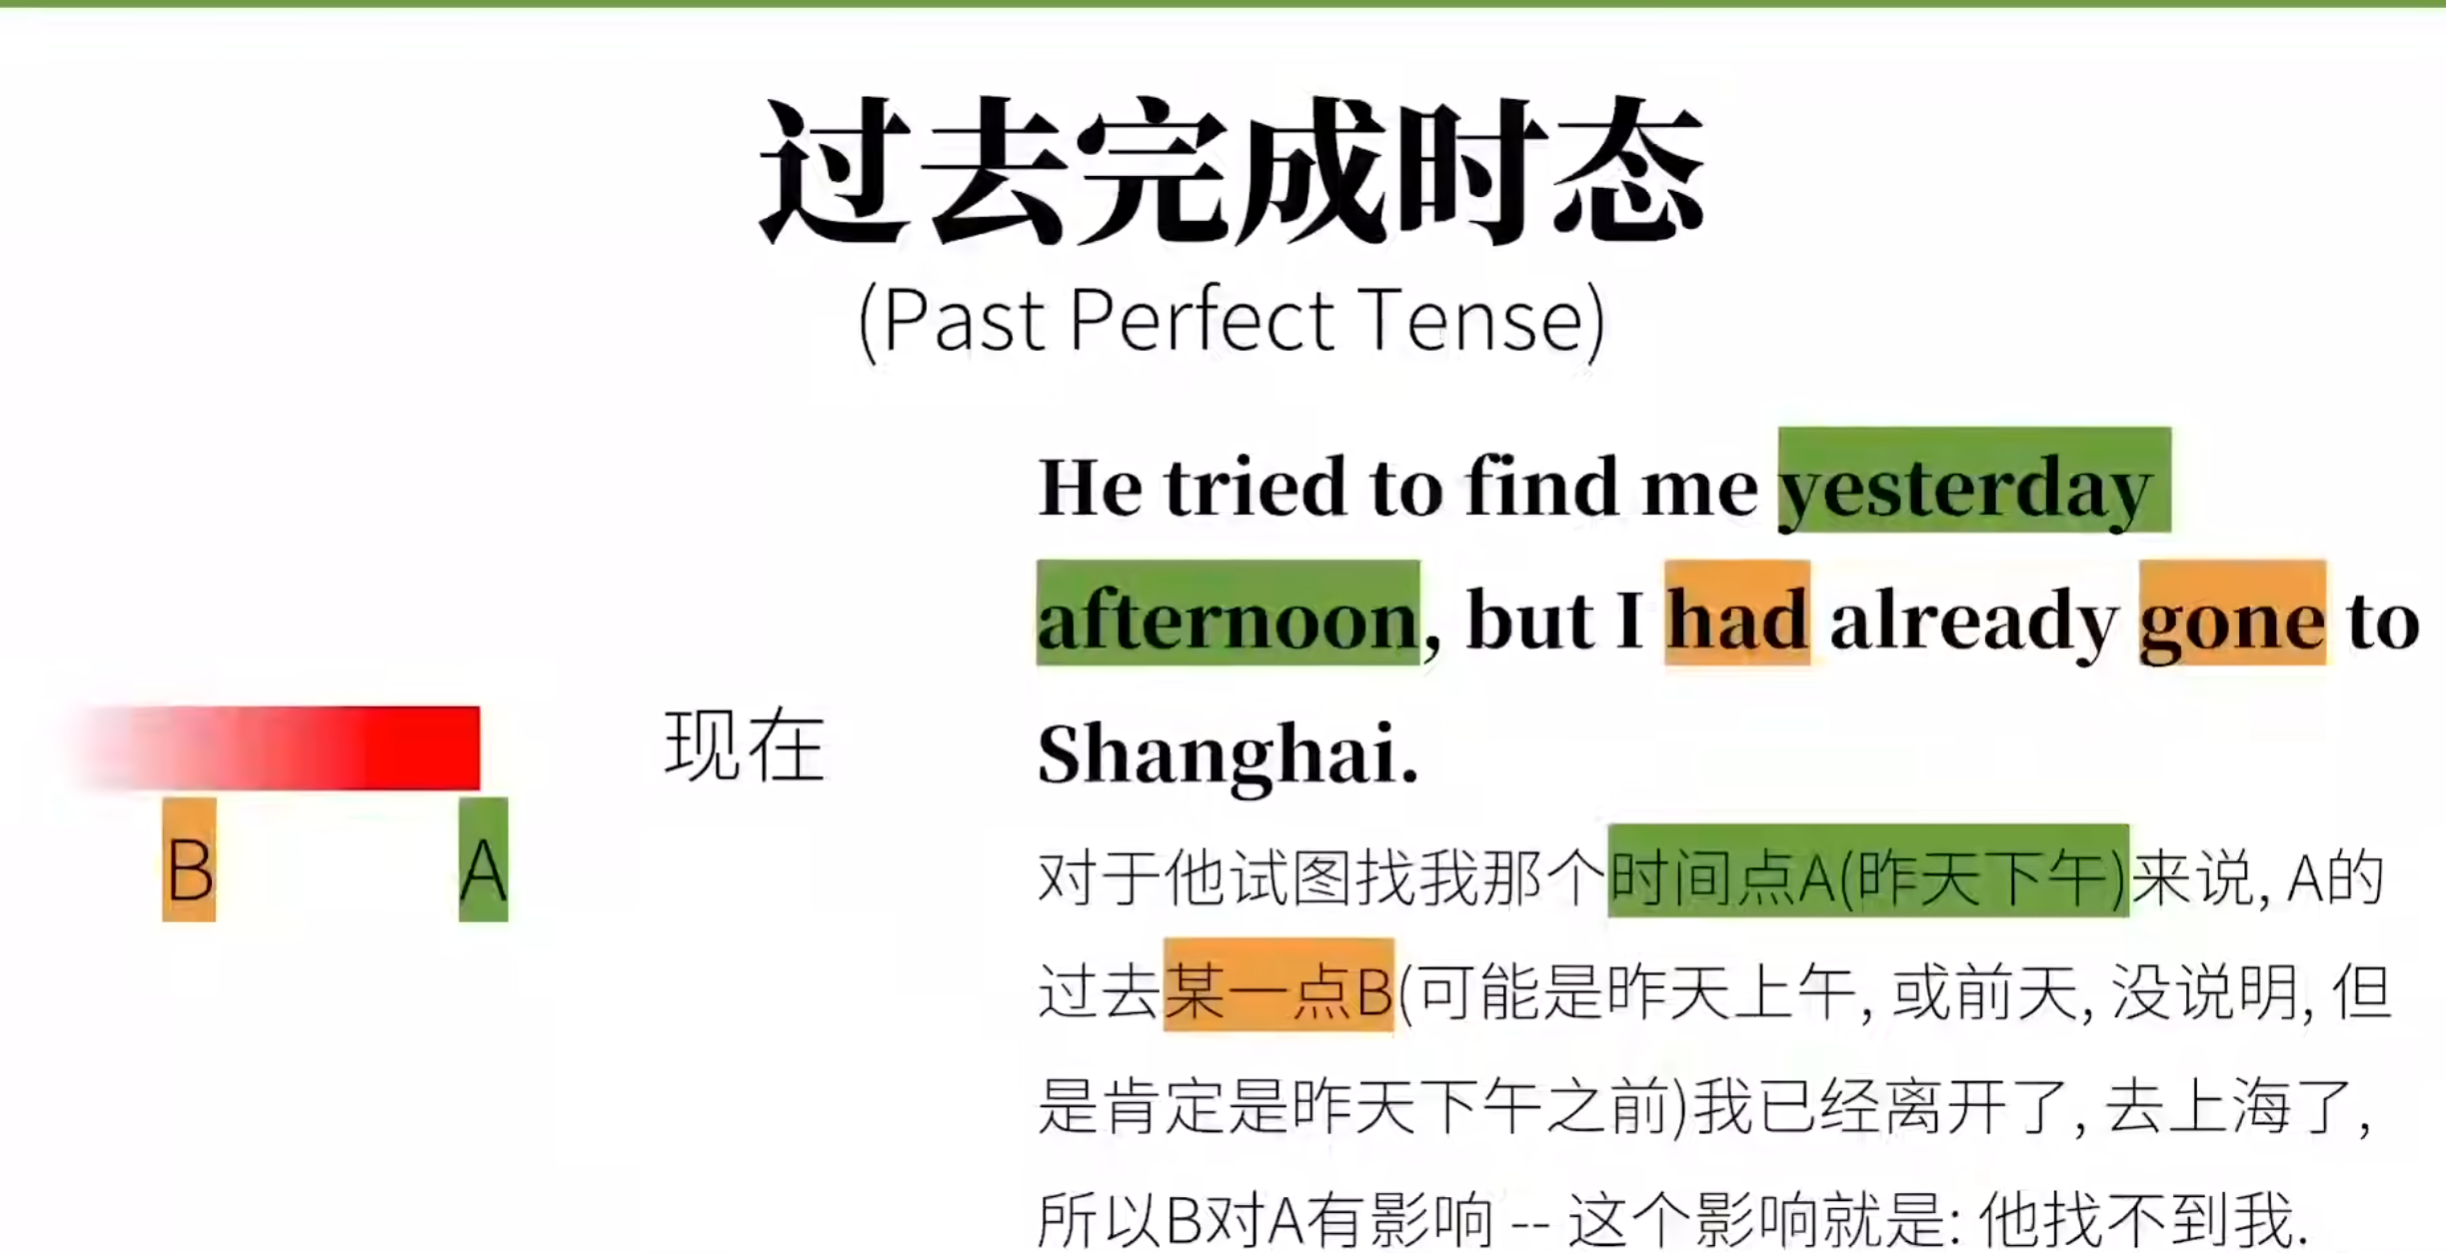 过去完成时态
(Past Perfect Tense)
He tried to find me yesterday
afternoon, but I had already gone to
Shanghai.
现在
B
A
对于他试图找我那个时间点A(昨天下午)来说, A的
过去某一点B(可能是昨天上午, 或前天, 没说明, 但
是肯定是昨天下午之前)我已经离开了, 去上海了,
所以B对A有影响 -- 这个影响就是: 他找不到我.